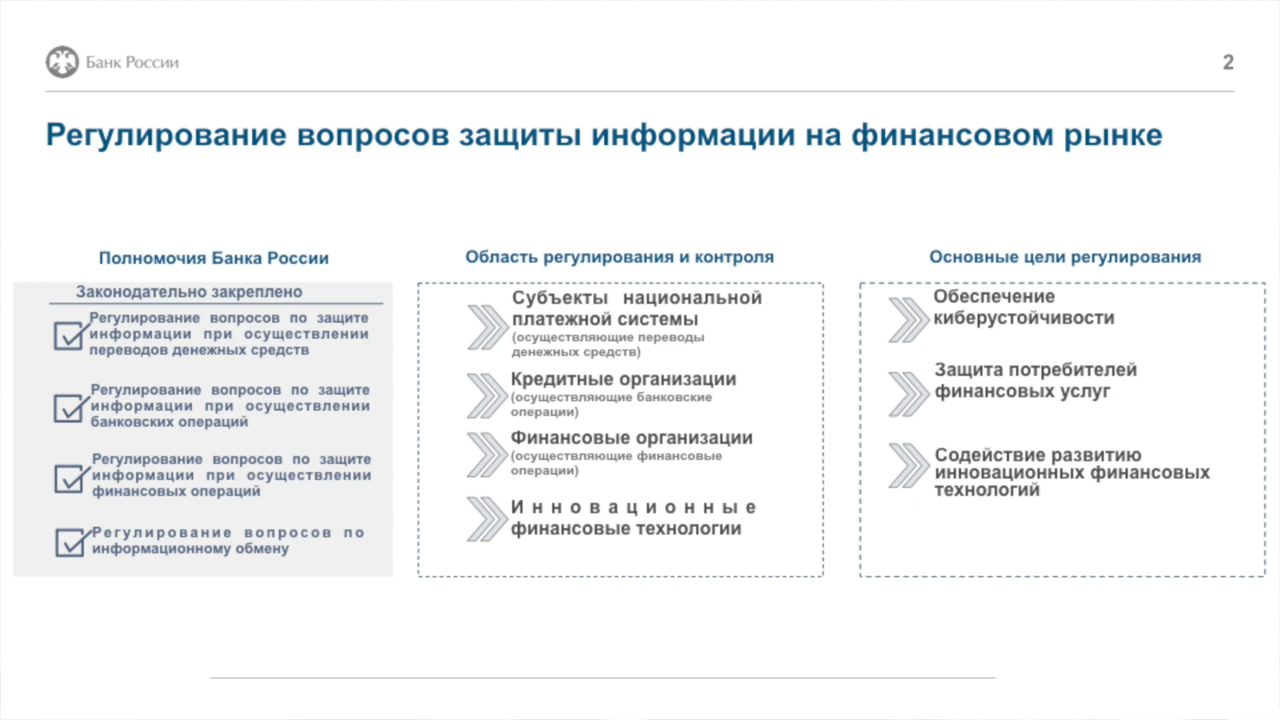 Банк России
2
Регулирование вопросов защиты информации на финансовом рынке
Полномочия Банка России
Законодательно закреплено
Регулирование вопросов по защите
информации при осуществлении
переводов денежных средств
Регулирование вопросов по защите
информации при осуществлении
банковских операций
Регулирование вопросов по защите
информации при осуществлении
финансовых операций
Регулирование вопросов по
информационному обмену
Область регулирования и контроля
Субъекты национальной
платежной системы
(осуществляющие переводы
денежных средств)
Кредитные организации
(осуществляющие банковские
операции)
Финансовые организации
(осуществляющие финансовые
операции)
Инновационные
финансовые технологии
Основные цели регулирования
Обеспечение
киберустойчивости
Защита потребителей
финансовых услуг
Содействие развитию
инновационных финансовых
технологий